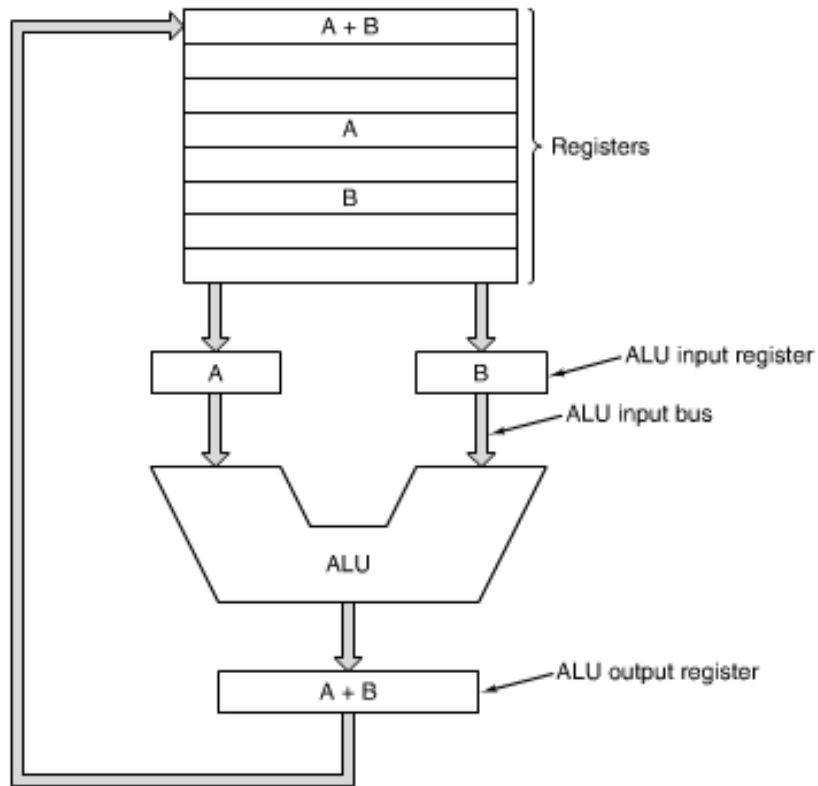 A + B
A
Registers
B
A
B
ALU input register
ALU input bus
ALU
A + B
ALU output register